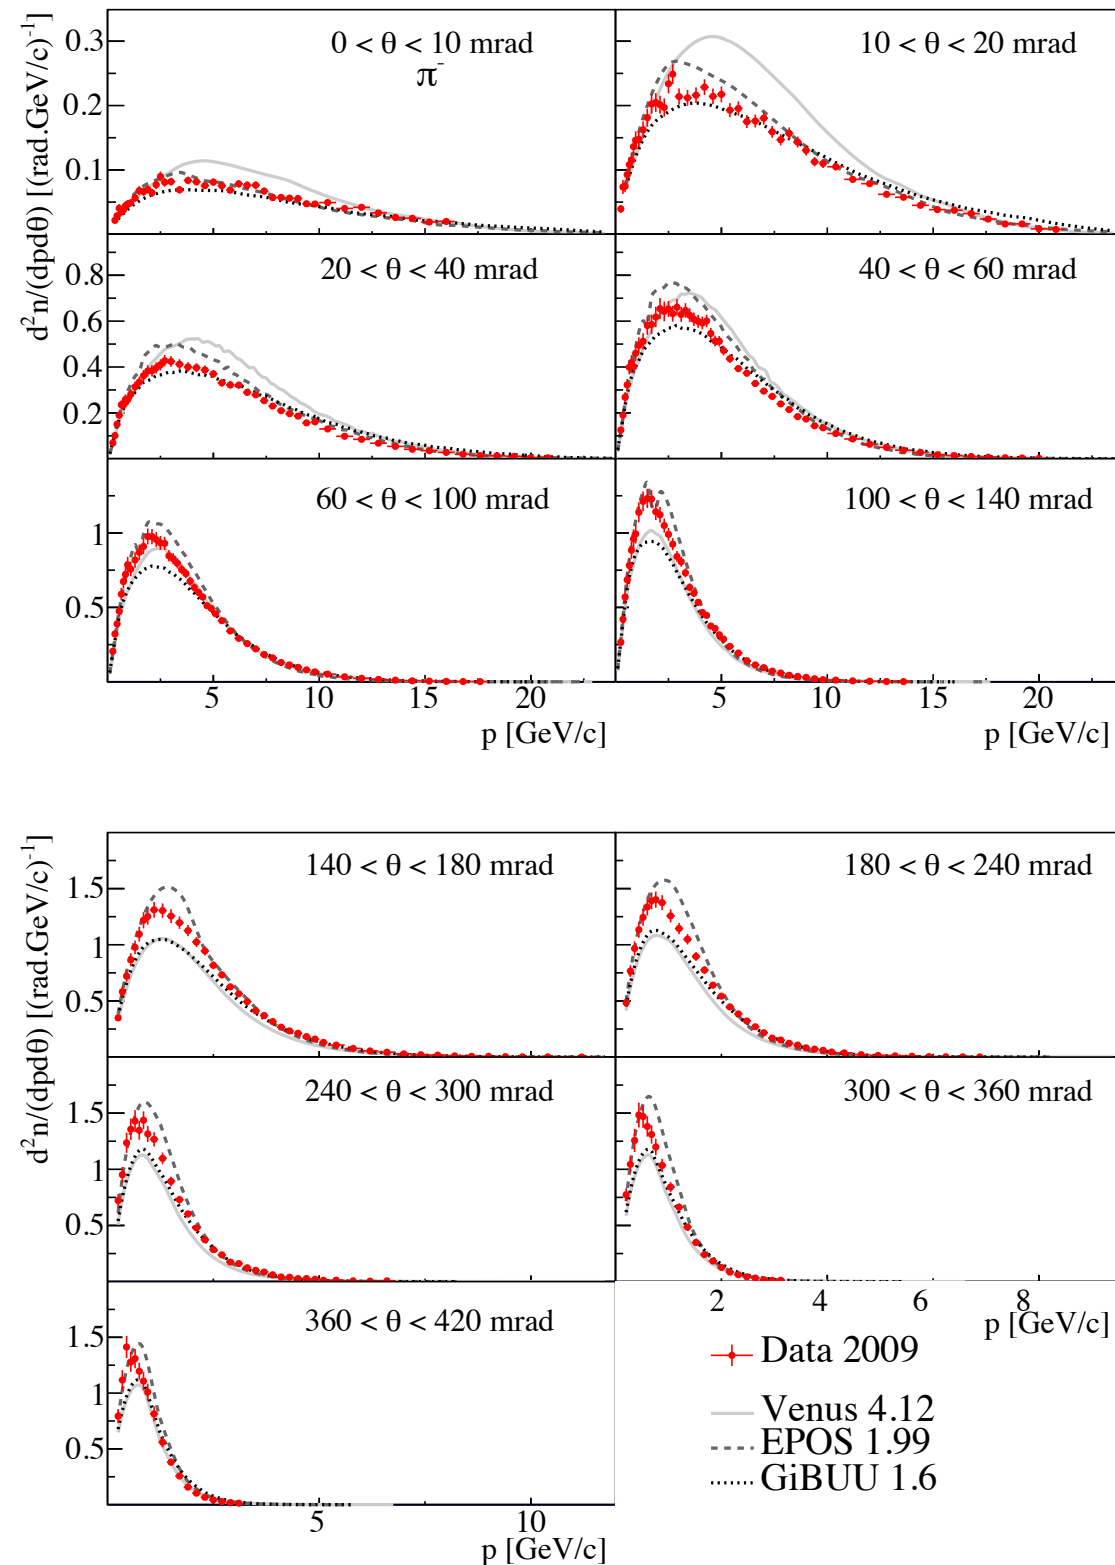 d²n/(dpdθ) [(rad.GeV/c)⁻¹]
0 < θ < 10 mrad
π⁻
10 < θ < 20 mrad
0.3
0.2
0.1
20 < θ < 40 mrad
40 < θ < 60 mrad
0.8
0.6
0.4
0.2
60 < θ < 100 mrad
100 < θ < 140 mrad
1
0.5
5 10 15 20
5 10 15 20
p [GeV/c]
p [GeV/c]
d²n/(dpdθ) [(rad.GeV/c)⁻¹]
140 < θ < 180 mrad
180 < θ < 240 mrad
1.5
1
0.5
240 < θ < 300 mrad
300 < θ < 360 mrad
1.5
1
0.5
2 4 6 8
p [GeV/c]
360 < θ < 420 mrad
1.5
1
0.5
5 10
p [GeV/c]
Data 2009
Venus 4.12
EPOS 1.99
GiBUU 1.6